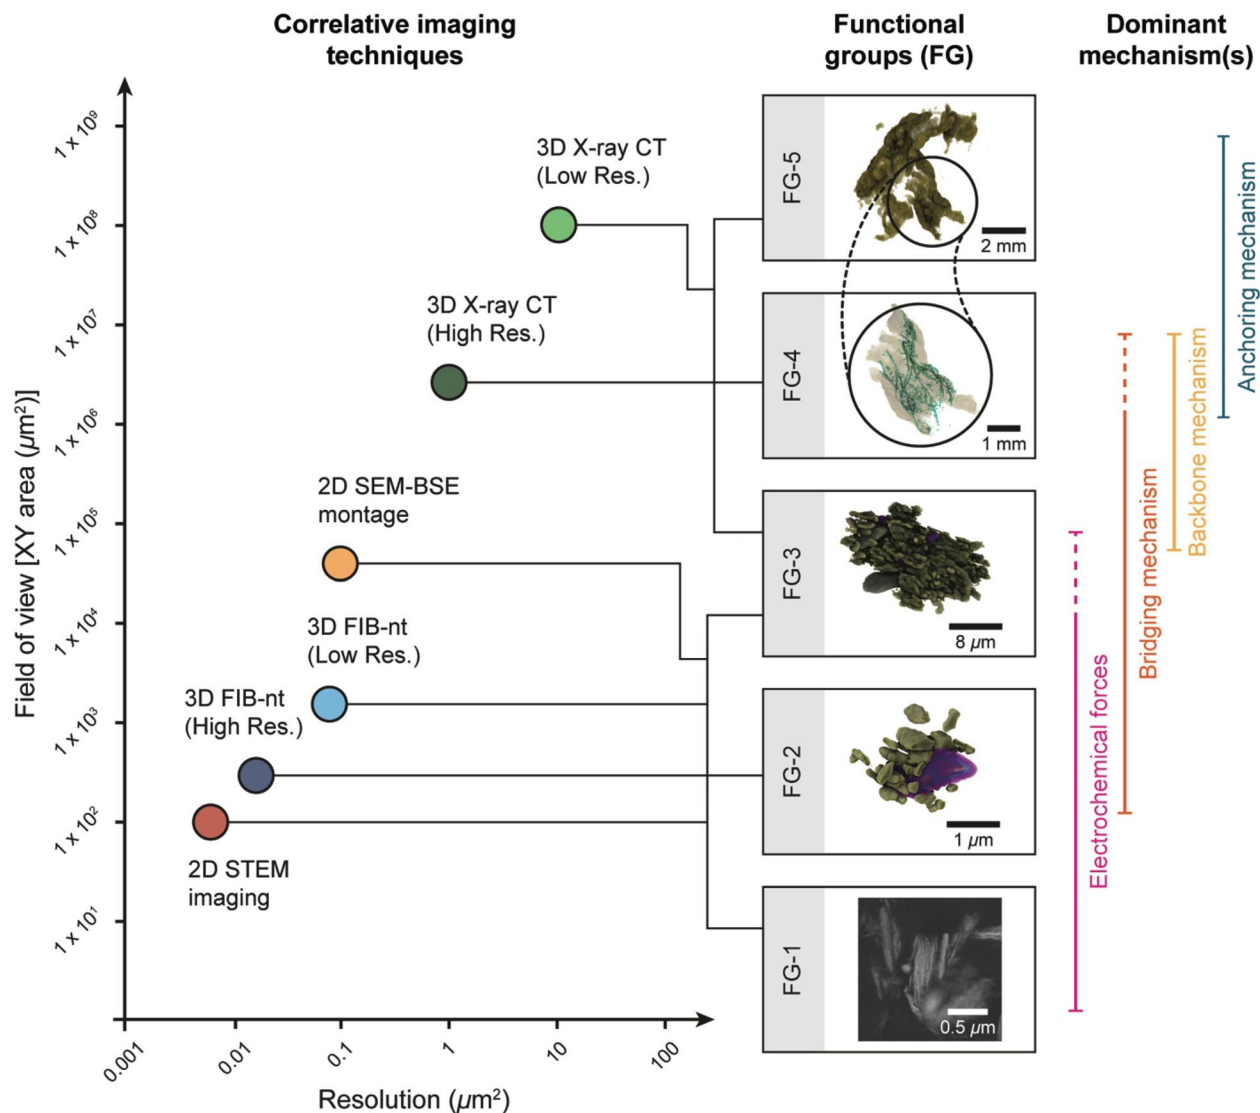 Correlative imaging
techniques
Functional
groups (FG)
Dominant
mechanism(s)
Field of view [XY area (µm²)]
1 x 10⁹
1 x 10⁸
1 x 10⁷
1 x 10⁶
1 x 10⁵
1 x 10⁴
1 x 10³
1 x 10²
1 x 10¹
3D X-ray CT
(Low Res.)
3D X-ray CT
(High Res.)
2D SEM-BSE
montage
3D FIB-nt
(Low Res.)
3D FIB-nt
(High Res.)
2D STEM
imaging
0.001
0.01
0.1
1
10
100
Resolution (µm²)
FG-5
2 mm
FG-4
1 mm
FG-3
8 µm
FG-2
1 µm
FG-1
0.5 µm
Electrochemical forces
Bridging mechanism
Backbone mechanism
Anchoring mechanism